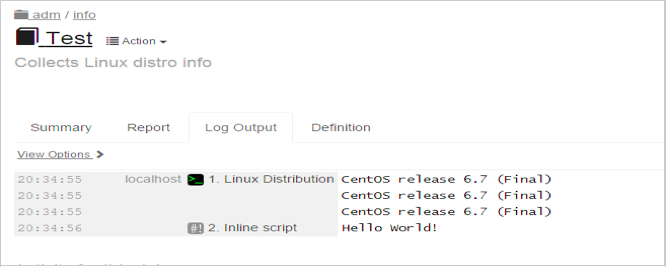 adm / info
Test Action
Collects Linux distro info
Summary Report Log Output Definition
View Options
20:34:55 localhost >_ 1. Linux Distribution CentOS release 6.7 (Final)
20:34:55 CentOS release 6.7 (Final)
20:34:55 CentOS release 6.7 (Final)
20:34:56 #! 2. Inline script Hello World!